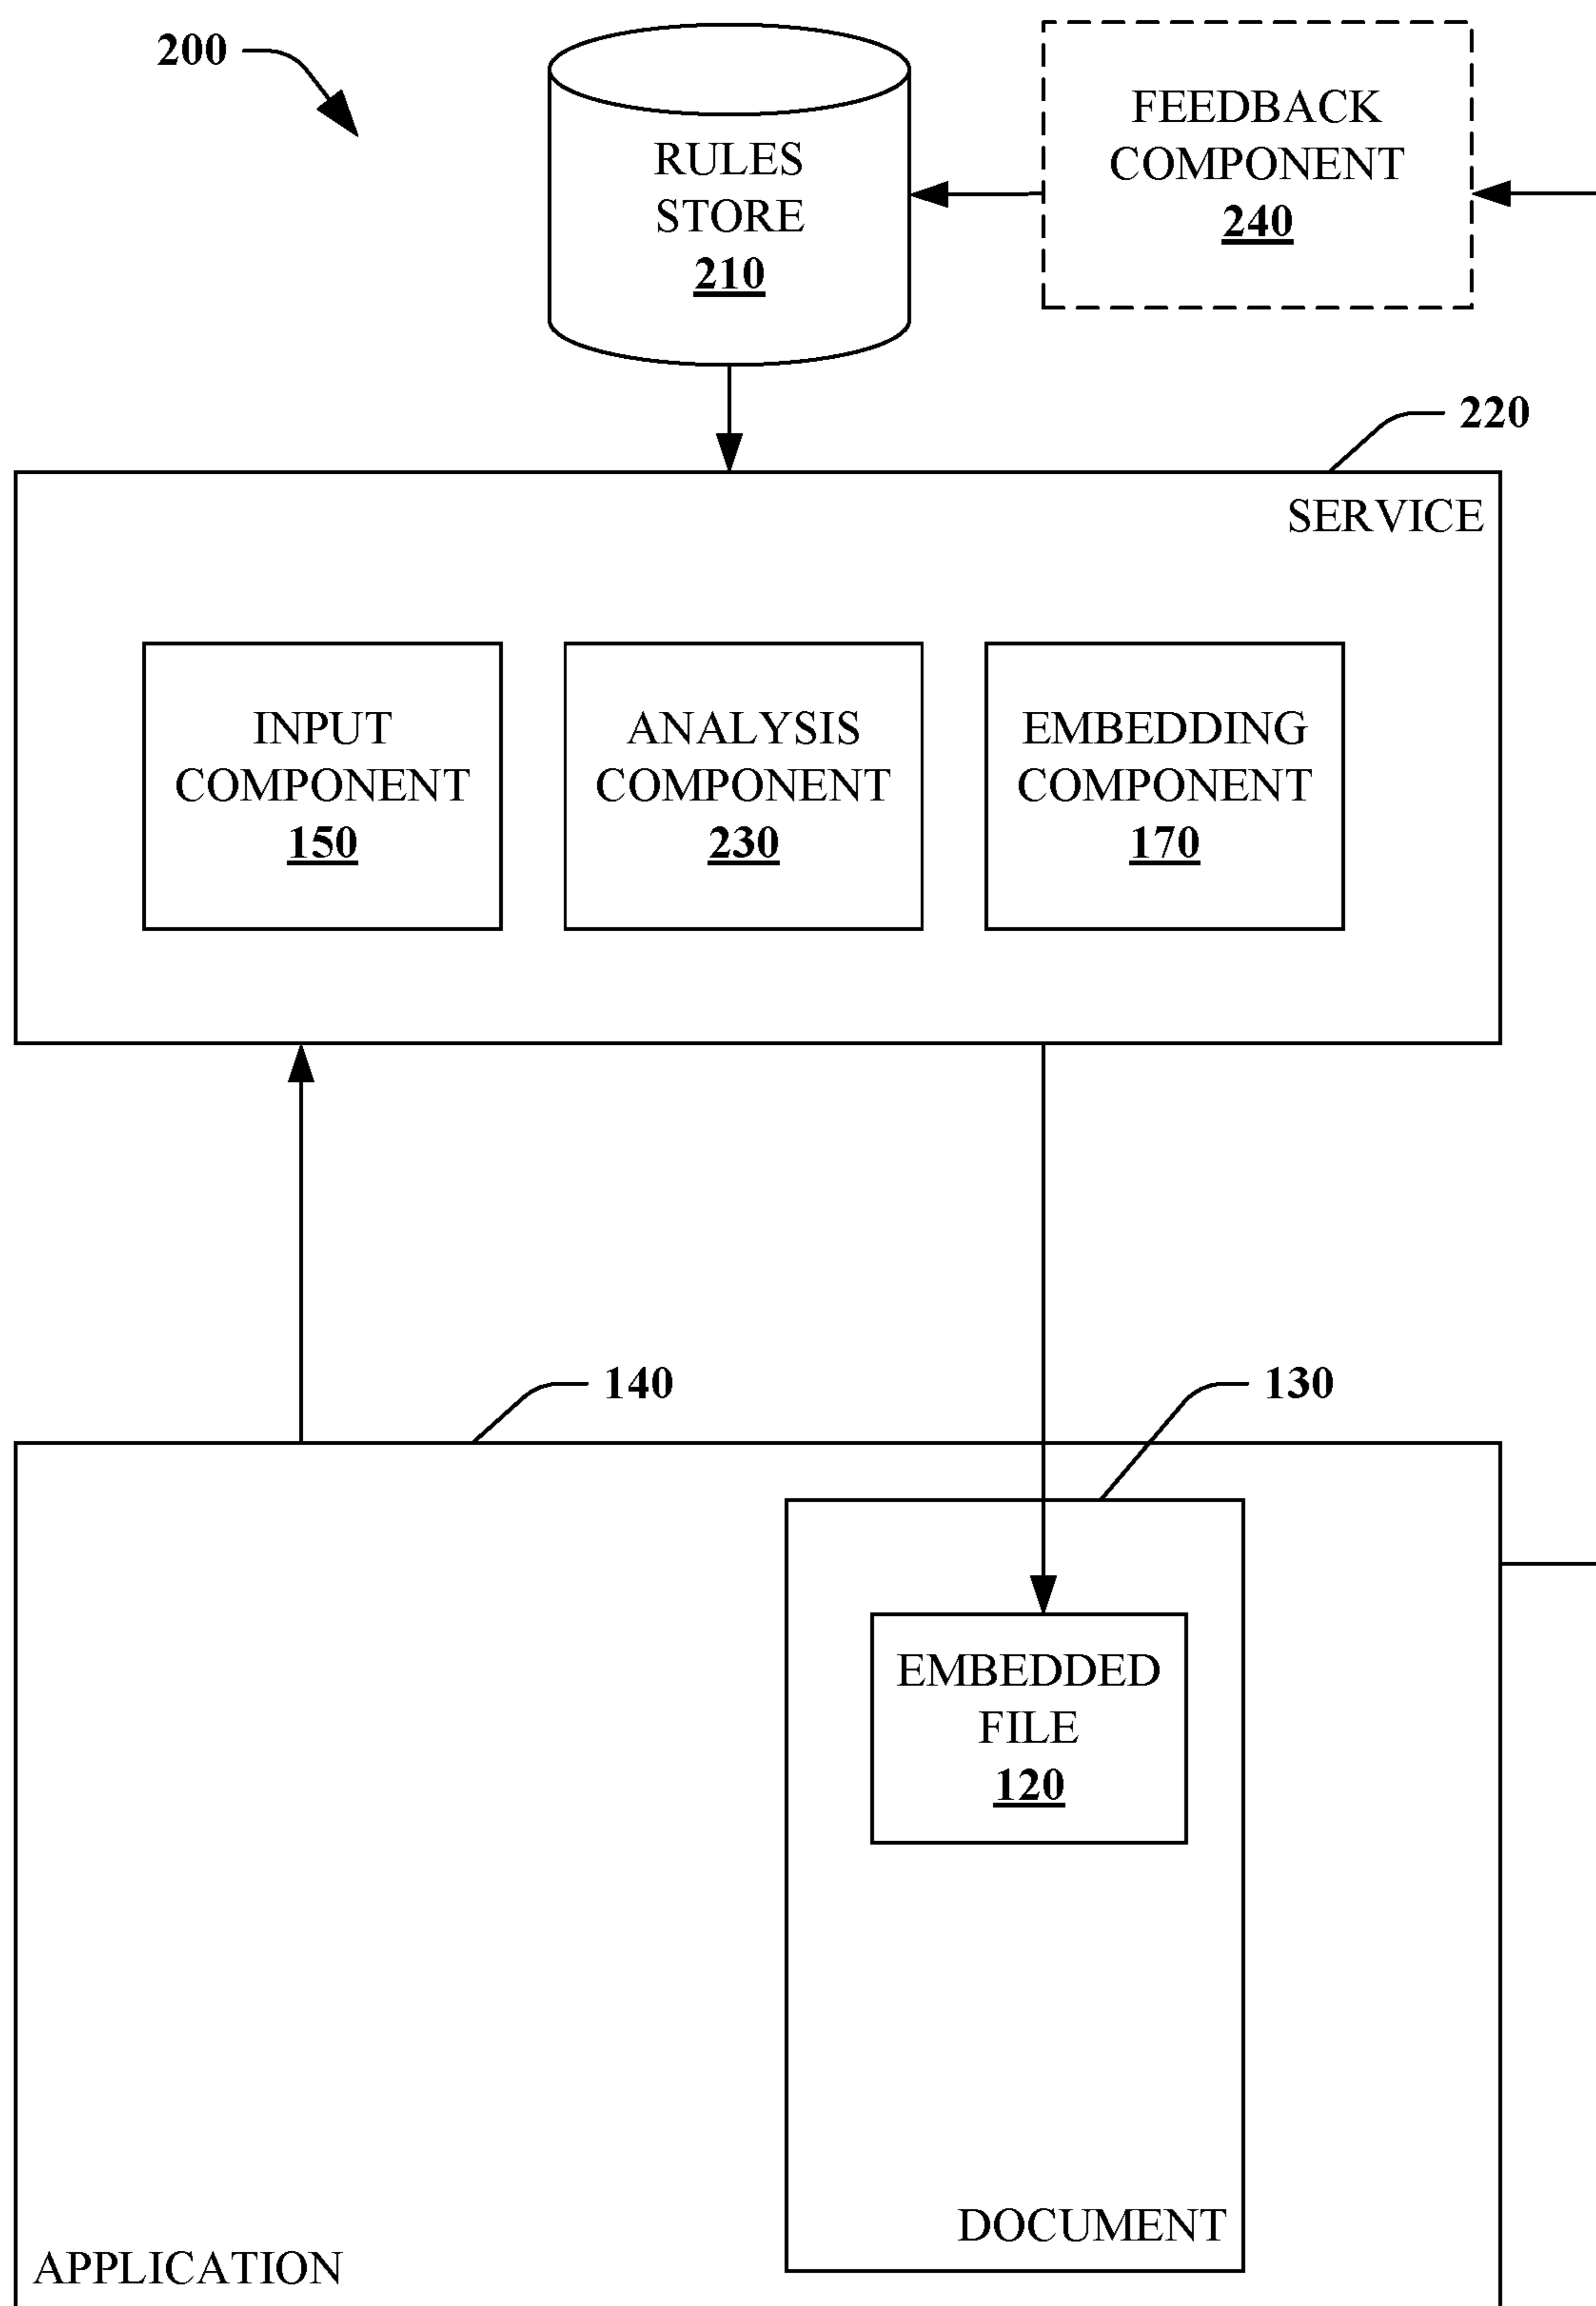 200
RULES
STORE
210
FEEDBACK
COMPONENT
240
220
SERVICE
INPUT
COMPONENT
150
ANALYSIS
COMPONENT
230
EMBEDDING
COMPONENT
170
140
130
EMBEDDED
FILE
120
DOCUMENT
APPLICATION